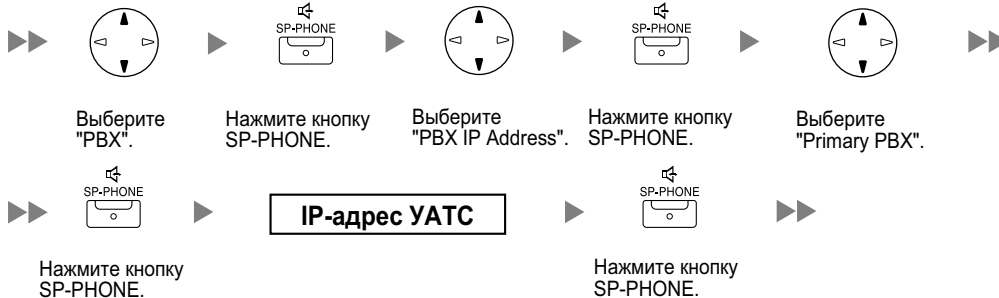 SP-PHONE
SP-PHONE
Выберите
"PBX".
Нажмите кнопку
SP-PHONE.
Выберите
"PBX IP Address".
Нажмите кнопку
SP-PHONE.
Выберите
"Primary PBX".
SP-PHONE
IP-адрес УАТС
SP-PHONE
Нажмите кнопку
SP-PHONE.
Нажмите кнопку
SP-PHONE.